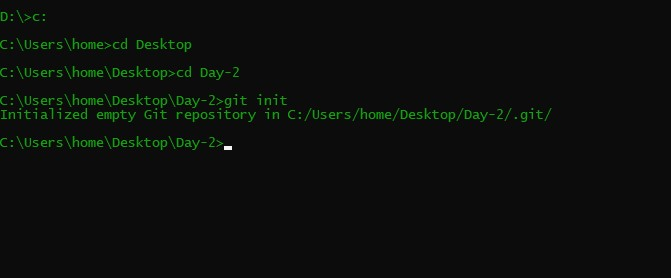 D:\>c:
C:\Users\home>cd Desktop
C:\Users\home\Desktop>cd Day-2
C:\Users\home\Desktop\Day-2>git init
Initialized empty Git repository in C:/Users/home/Desktop/Day-2/.git/
C:\Users\home\Desktop\Day-2>